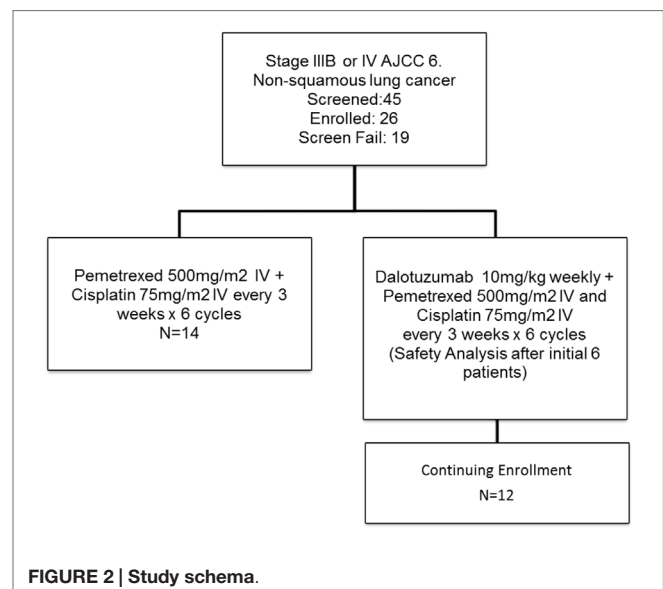 Stage IIIB or IV AJCC 6.
Non-squamous lung cancer
Screened:45
Enrolled: 26
Screen Fail: 19
Pemetrexed 500mg/m2 IV +
Cisplatin 75mg/m2 IV every 3
weeks x 6 cycles
N=14
Dalotuzumab 10mg/kg weekly +
Pemetrexed 500mg/m2 IV and
Cisplatin 75mg/m2 IV
every 3 weeks x 6 cycles
(Safety Analysis after initial 6
patients)
Continuing Enrollment
N=12
FIGURE 2 | Study schema.